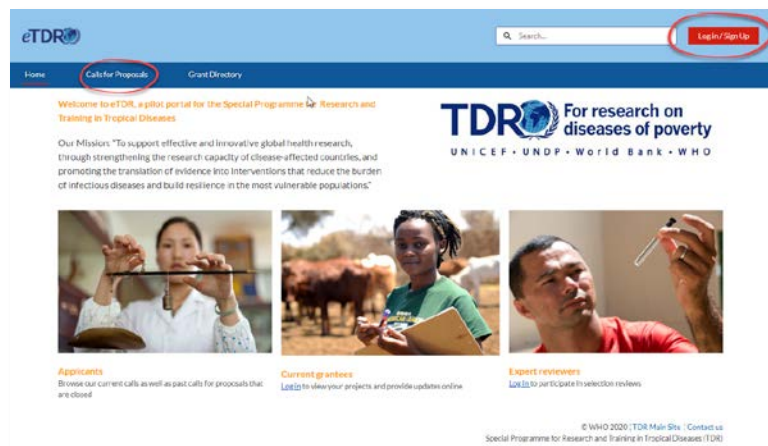 eTDR
Search...
Log in / Sign Up
Home
Calls for Proposals
Grant Directory
Welcome to eTDR, a pilot portal for the Special Programme for Research and
Training in Tropical Diseases
Our Mission: "To support effective and innovative global health research,
through strengthening the research capacity of disease-affected countries, and
promoting the translation of evidence into interventions that reduce the burden
of infectious diseases and build resilience in the most vulnerable populations."
TDR
For research on
diseases of poverty
UNICEF · UNDP · World Bank · WHO
Applicants
Browse our current calls as well as past calls for proposals that
are closed
Current grantees
Log in to view your projects and provide updates online
Expert reviewers
Log In to participate in selection reviews
© WHO 2020 | TDR Main Site | Contact us
Special Programme for Research and Training in Tropical Diseases (TDR)